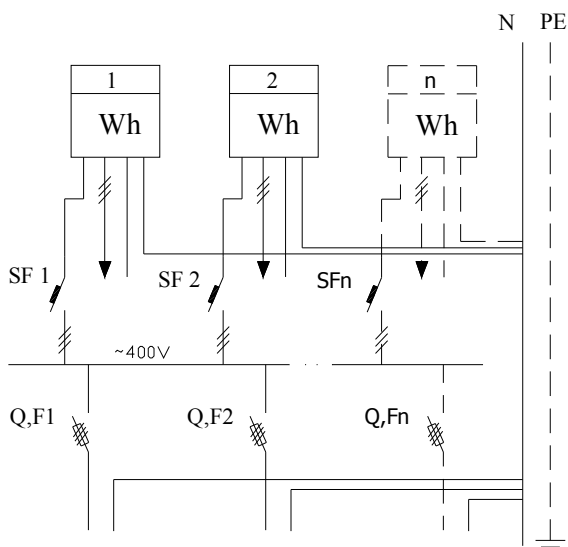 N PE
1 2 n
Wh Wh Wh
SF 1 SF 2 SFn
~400V
Q,F1 Q,F2 Q,Fn